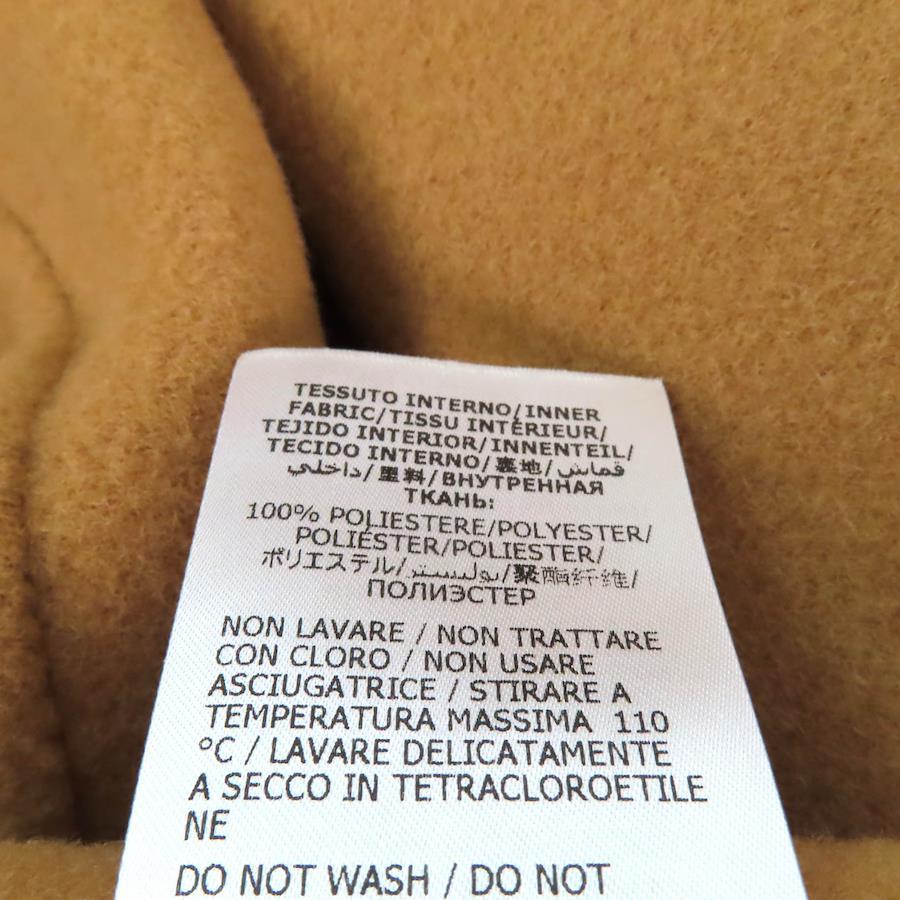 TESSUTO INTERNO/INNER
FABRIC/TISSU INTÉRIEUR/
TEJIDO INTERIOR/INNENTEIL/
TECIDO INTERNO/裏地/قماش
داخلي/里料/ВНУТРЕННАЯ
ТКАНЬ:
100% POLIESTERE/POLYESTER/
POLIÉSTER/POLIESTER/
ポリエステル/بوليستر/聚酯纤维/
ПОЛИЭСТЕР
NON LAVARE / NON TRATTARE
CON CLORO / NON USARE
ASCIUGATRICE / STIRARE A
TEMPERATURA MASSIMA 110
°C / LAVARE DELICATAMENTE
A SECCO IN TETRACLOROETILE
NE
DO NOT WASH / DO NOT